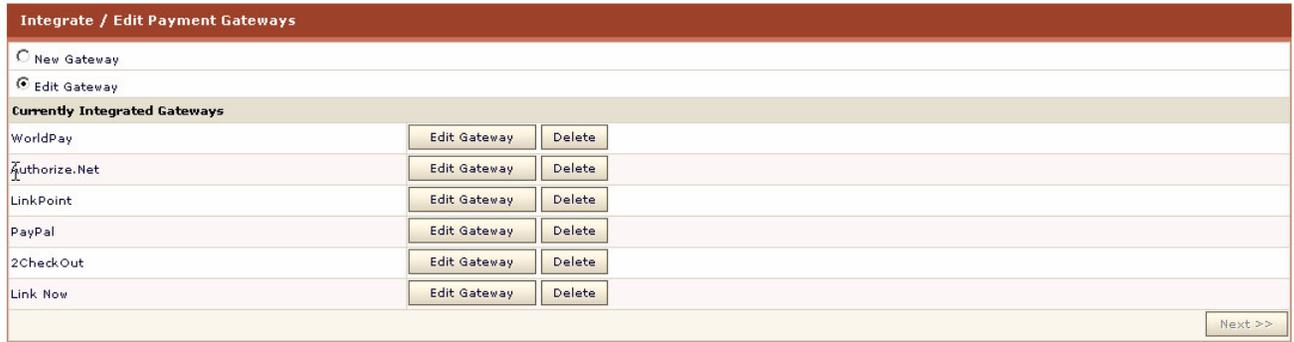 Integrate / Edit Payment Gateways
New Gateway
Edit Gateway
Currently Integrated Gateways
WorldPay Edit Gateway Delete
Authorize.Net Edit Gateway Delete
LinkPoint Edit Gateway Delete
PayPal Edit Gateway Delete
2CheckOut Edit Gateway Delete
Link Now Edit Gateway Delete
Next >>